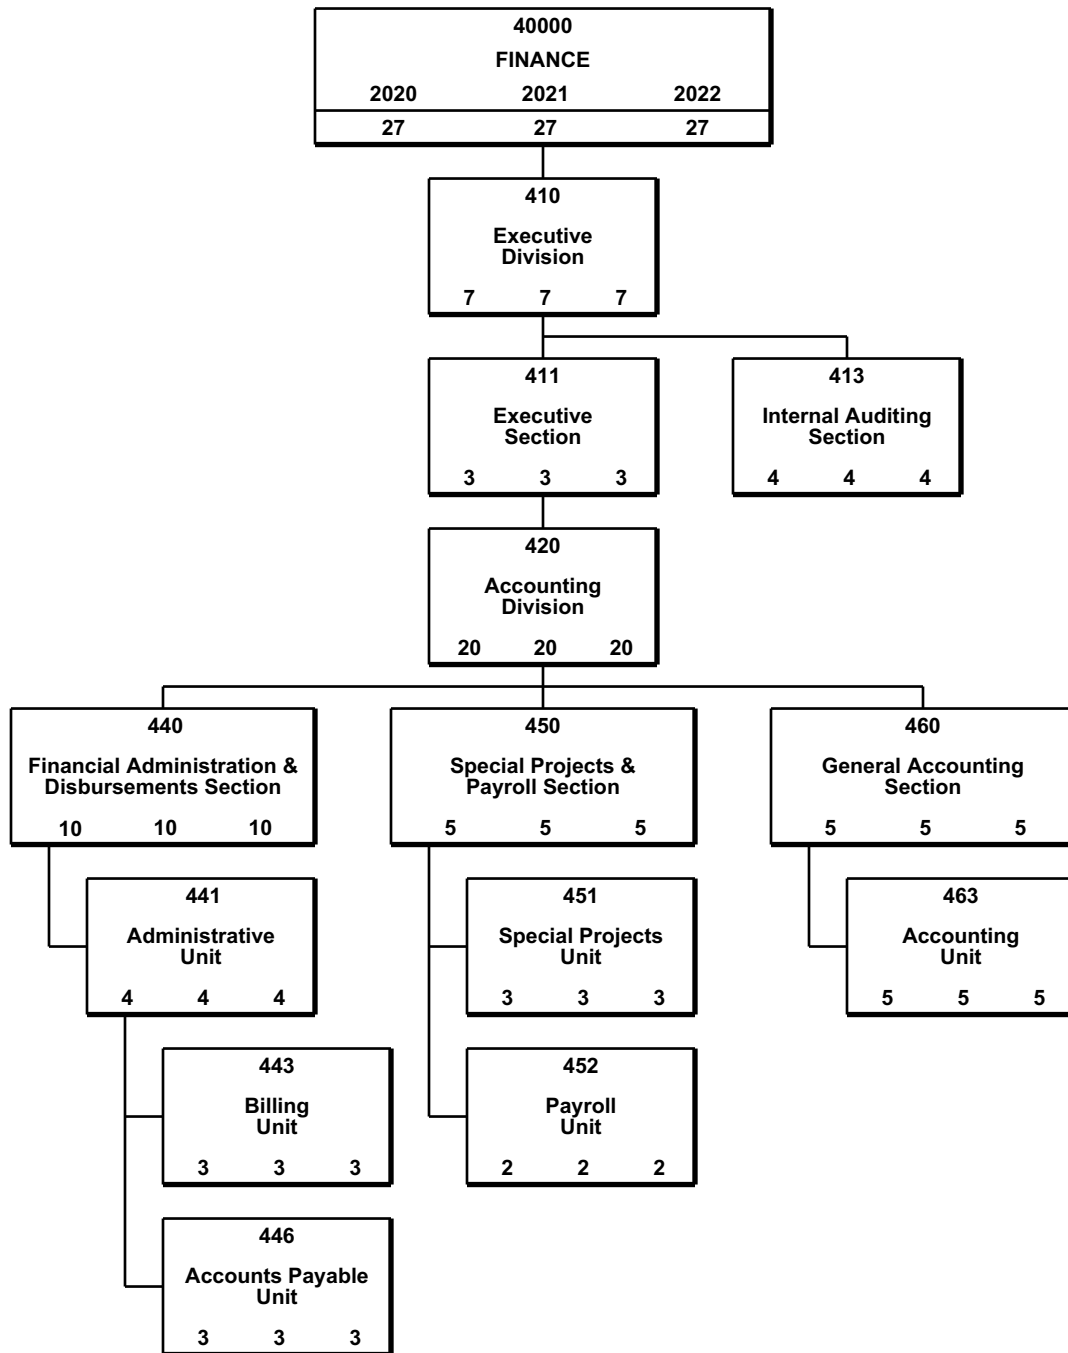 40000
FINANCE
2020 2021 2022
27 27 27
410
Executive
Division
7 7 7
411
Executive
Section
3 3 3
413
Internal Auditing
Section
4 4 4
420
Accounting
Division
20 20 20
440
Financial Administration &
Disbursements Section
10 10 10
441
Administrative
Unit
4 4 4
443
Billing
Unit
3 3 3
446
Accounts Payable
Unit
3 3 3
450
Special Projects &
Payroll Section
5 5 5
451
Special Projects
Unit
3 3 3
452
Payroll
Unit
2 2 2
460
General Accounting
Section
5 5 5
463
Accounting
Unit
5 5 5